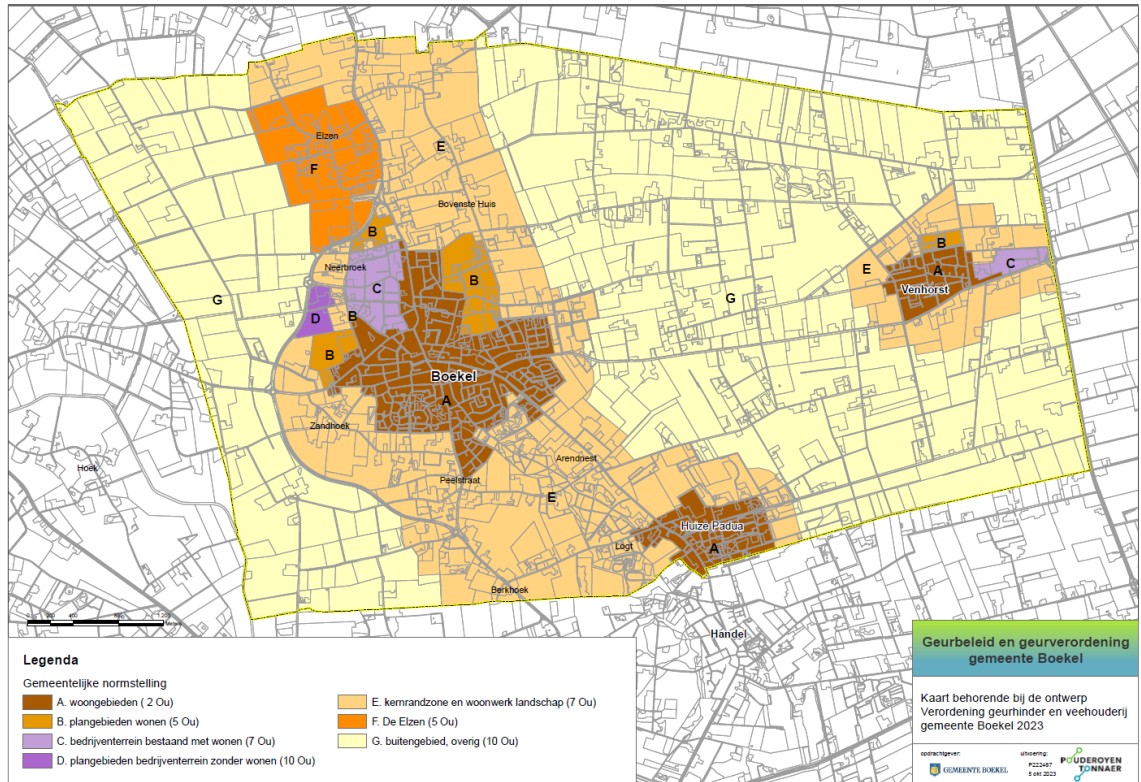 Elzen
F
E
Bovenste Huis
B
Neerbroek
C
B
B
A
C
E
Venhorst
G
G
D
B
B
Boekel
A
Zandhoek
Hoek
Arendnest
Peelstraat
E
Huize Padua
A
Logt
Berkhoek
Handel
Legenda
Gemeentelijke normstelling
A. woongebieden ( 2 Ou)
B. plangebieden wonen (5 Ou)
C. bedrijventerrein bestaand met wonen (7 Ou)
D. plangebieden bedrijventerrein zonder wonen (10 Ou)
E. kernrandzone en woonwerk landschap (7 Ou)
F. De Elzen (5 Ou)
G. buitengebied, overig (10 Ou)
Geurbeleid en geurverordening
gemeente Boekel
Kaart behorende bij de ontwerp
Verordening geurhinder en veehouderij
gemeente Boekel 2023
opdrachtgever:
GEMEENTE BOEKEL
uitvoering:
P222467
5 okt 2023
POUDEROYEN
TONNAER